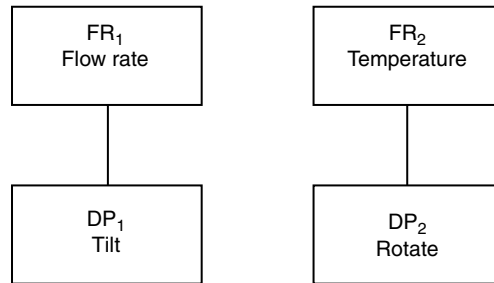 FR₁
Flow rate
FR₂
Temperature
DP₁
Tilt
DP₂
Rotate